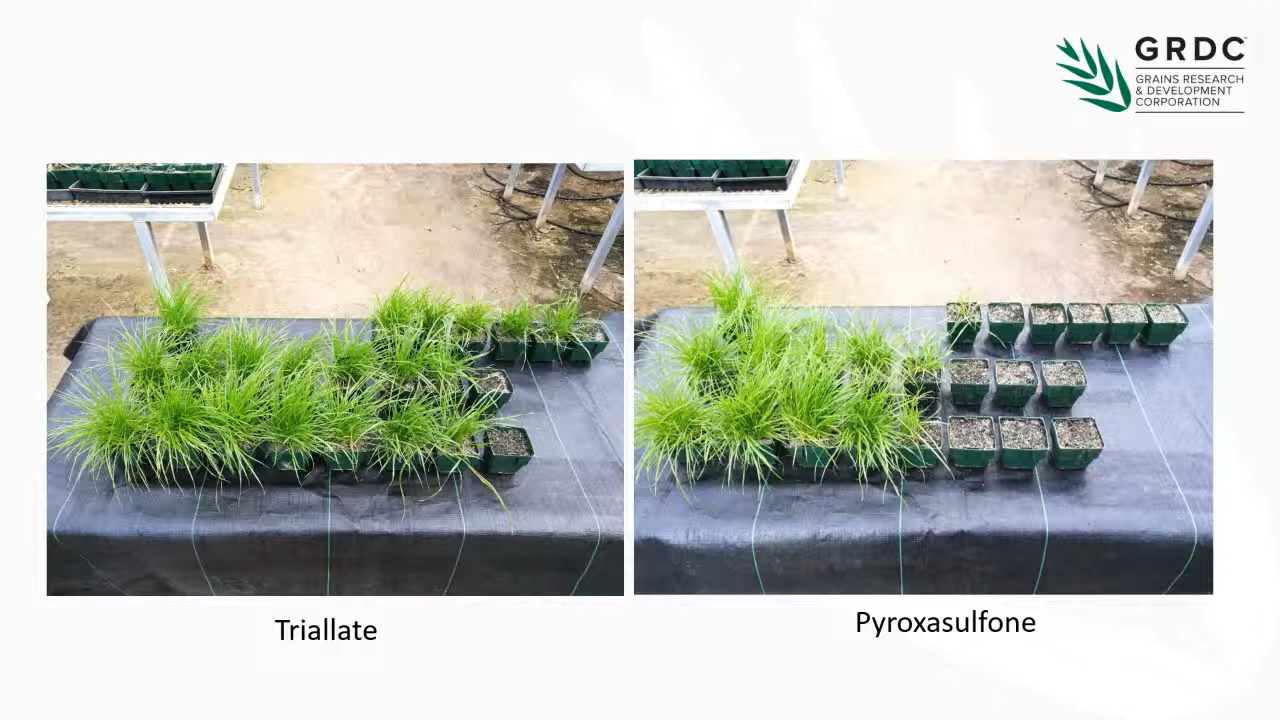 GRDC
GRAINS RESEARCH
& DEVELOPMENT
CORPORATION
Triallate
Pyroxasulfone